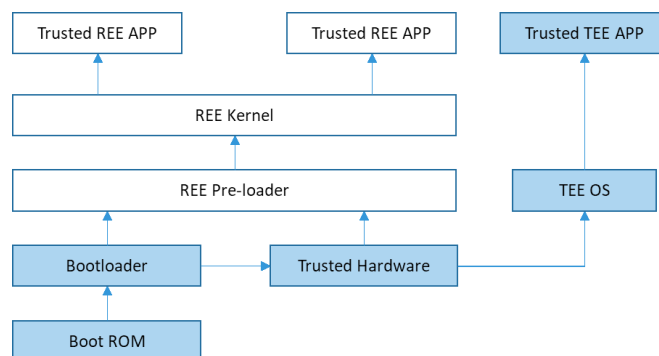 Trusted REE APP
Trusted REE APP
Trusted TEE APP
REE Kernel
REE Pre-loader
TEE OS
Bootloader
Trusted Hardware
Boot ROM